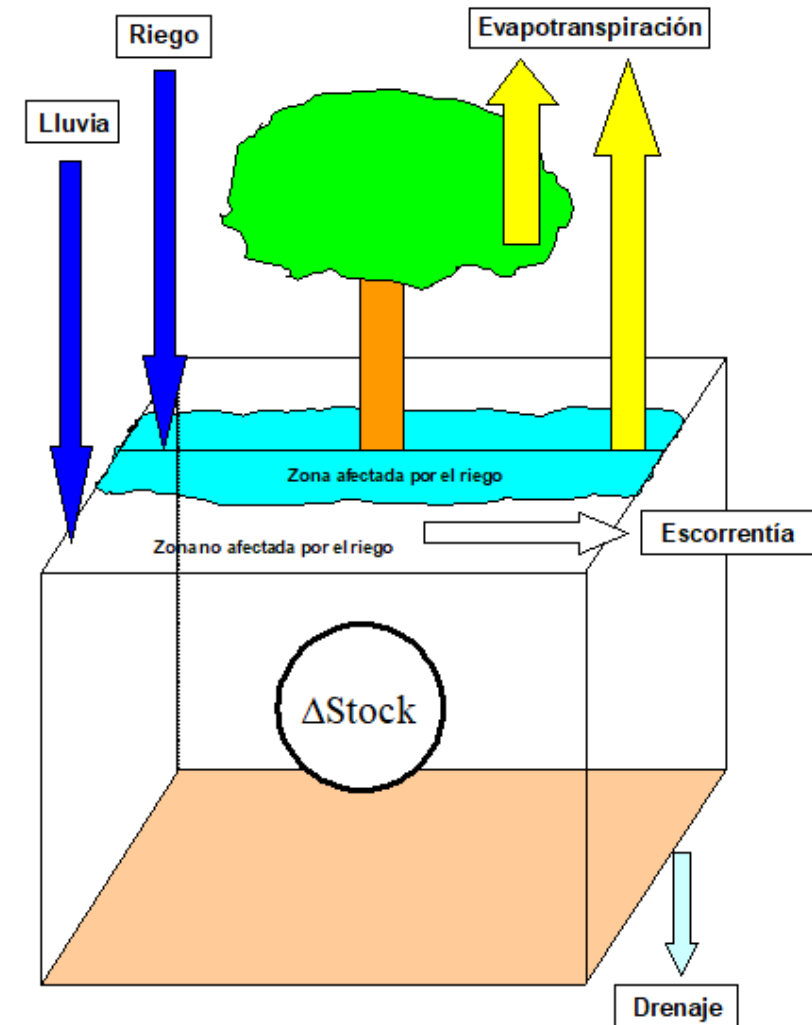 Riego
Evapotranspiración
Lluvia
Zona afectada por el riego
Escorrentía
Zona no afectada por el riego
ΔStock
Drenaje